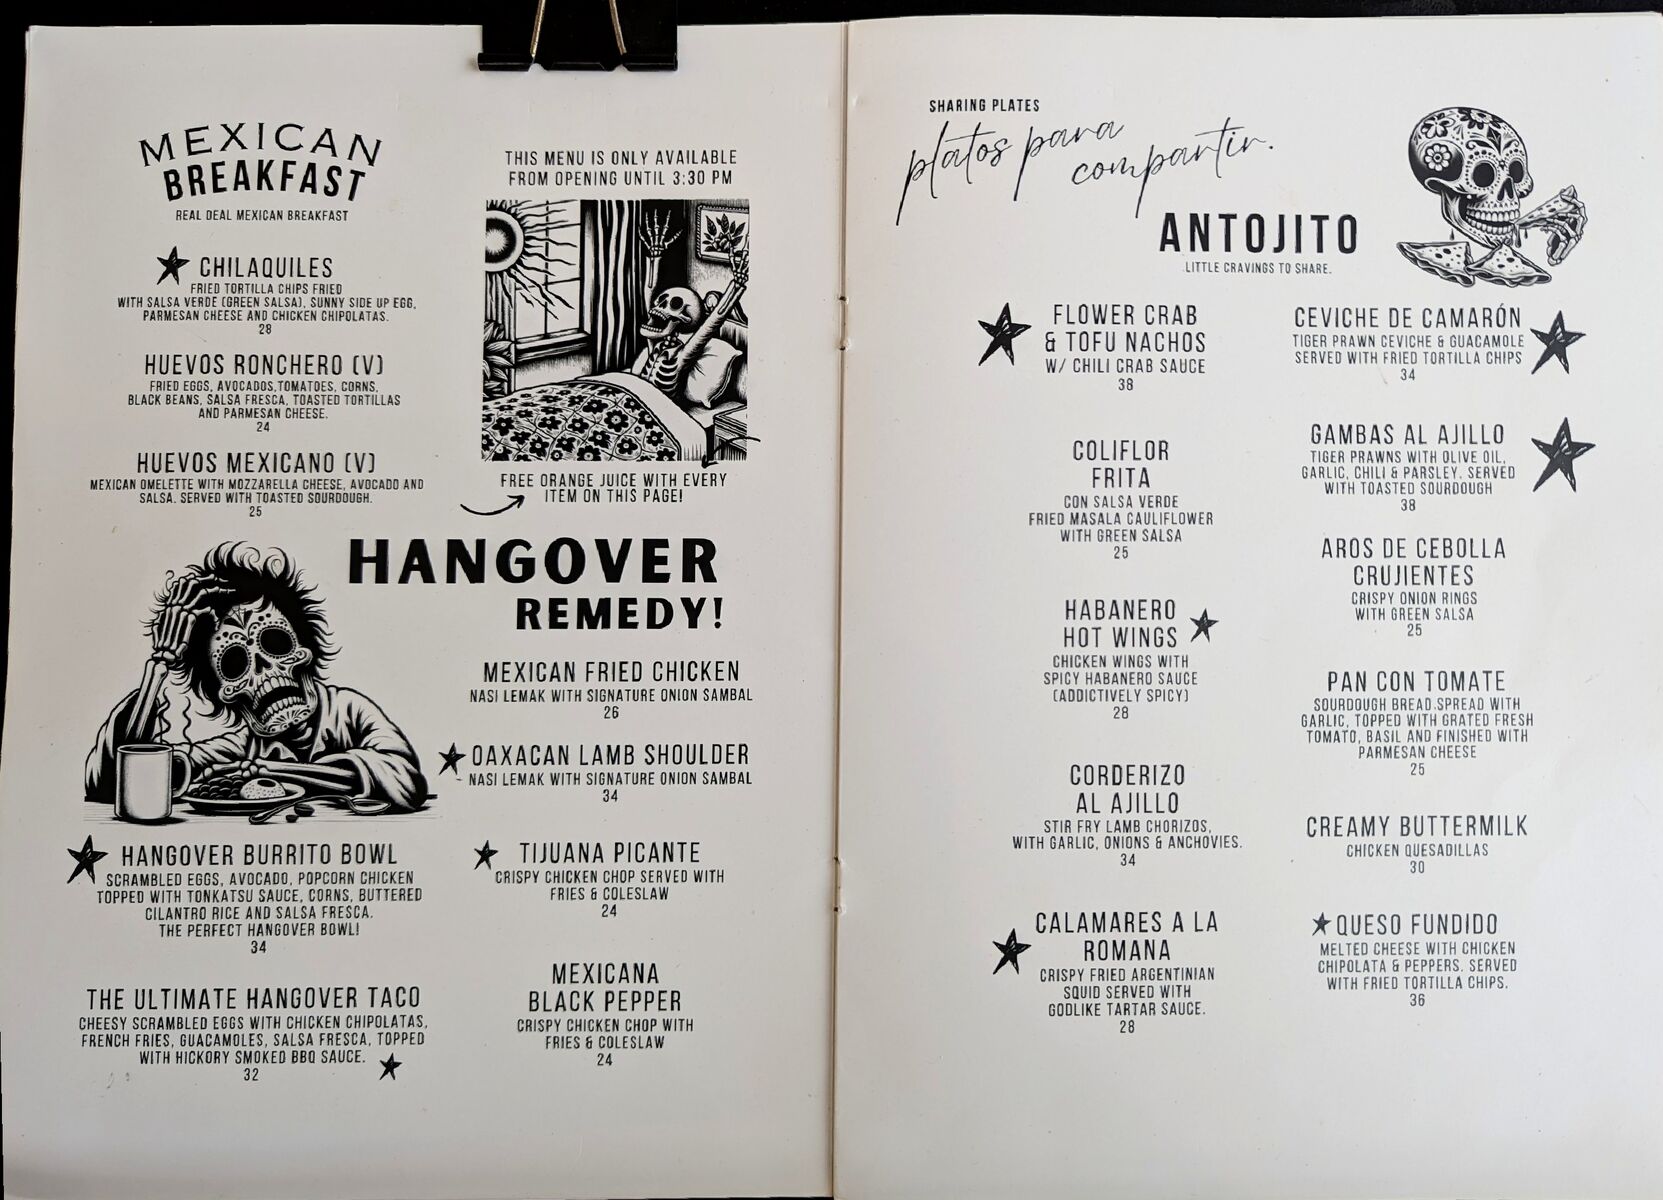 MEXICAN
BREAKFAST
REAL DEAL MEXICAN BREAKFAST
CHILAQUILES
FRIED TORTILLA CHIPS FRIED
WITH SALSA VERDE (GREEN SALSA), SUNNY SIDE UP EGG,
PARMESAN CHEESE AND CHICKEN CHIPOLATAS.
28
HUEVOS RONCHERO (V)
FRIED EGGS, AVOCADOS,TOMATOES, CORNS,
BLACK BEANS, SALSA FRESCA, TOASTED TORTILLAS
AND PARMESAN CHEESE.
24
HUEVOS MEXICANO (V)
MEXICAN OMELETTE WITH MOZZARELLA CHEESE, AVOCADO AND
SALSA. SERVED WITH TOASTED SOURDOUGH.
25
THIS MENU IS ONLY AVAILABLE
FROM OPENING UNTIL 3:30 PM
FREE ORANGE JUICE WITH EVERY
ITEM ON THIS PAGE!
HANGOVER
REMEDY!
MEXICAN FRIED CHICKEN
NASI LEMAK WITH SIGNATURE ONION SAMBAL
26
OAXACAN LAMB SHOULDER
NASI LEMAK WITH SIGNATURE ONION SAMBAL
34
HANGOVER BURRITO BOWL
SCRAMBLED EGGS, AVOCADO, POPCORN CHICKEN
TOPPED WITH TONKATSU SAUCE, CORNS, BUTTERED
CILANTRO RICE AND SALSA FRESCA.
THE PERFECT HANGOVER BOWL!
34
THE ULTIMATE HANGOVER TACO
CHEESY SCRAMBLED EGGS WITH CHICKEN CHIPOLATAS,
FRENCH FRIES, GUACAMOLES, SALSA FRESCA, TOPPED
WITH HICKORY SMOKED BBQ SAUCE.
32
TIJUANA PICANTE
CRISPY CHICKEN CHOP SERVED WITH
FRIES & COLESLAW
24
MEXICANA
BLACK PEPPER
CRISPY CHICKEN CHOP WITH
FRIES & COLESLAW
24
SHARING PLATES
platos para
compartir.
ANTOJITO
LITTLE CRAVINGS TO SHARE.
FLOWER CRAB
& TOFU NACHOS
W/ CHILI CRAB SAUCE
38
COLIFLOR
FRITA
CON SALSA VERDE
FRIED MASALA CAULIFLOWER
WITH GREEN SALSA
25
HABANERO
HOT WINGS
CHICKEN WINGS WITH
SPICY HABANERO SAUCE
(ADDICTIVELY SPICY)
28
CORDERIZO
AL AJILLO
STIR FRY LAMB CHORIZOS,
WITH GARLIC, ONIONS & ANCHOVIES.
34
CALAMARES A LA
ROMANA
CRISPY FRIED ARGENTINIAN
SQUID SERVED WITH
GODLIKE TARTAR SAUCE.
28
CEVICHE DE CAMARÓN
TIGER PRAWN CEVICHE & GUACAMOLE
SERVED WITH FRIED TORTILLA CHIPS
34
GAMBAS AL AJILLO
TIGER PRAWNS WITH OLIVE OIL,
GARLIC, CHILI & PARSLEY. SERVED
WITH TOASTED SOURDOUGH
38
AROS DE CEBOLLA
CRUJIENTES
CRISPY ONION RINGS
WITH GREEN SALSA
25
PAN CON TOMATE
SOURDOUGH BREAD SPREAD WITH
GARLIC, TOPPED WITH GRATED FRESH
TOMATO, BASIL AND FINISHED WITH
PARMESAN CHEESE
25
CREAMY BUTTERMILK
CHICKEN QUESADILLAS
30
QUESO FUNDIDO
MELTED CHEESE WITH CHICKEN
CHIPOLATA & PEPPERS. SERVED
WITH FRIED TORTILLA CHIPS.
36